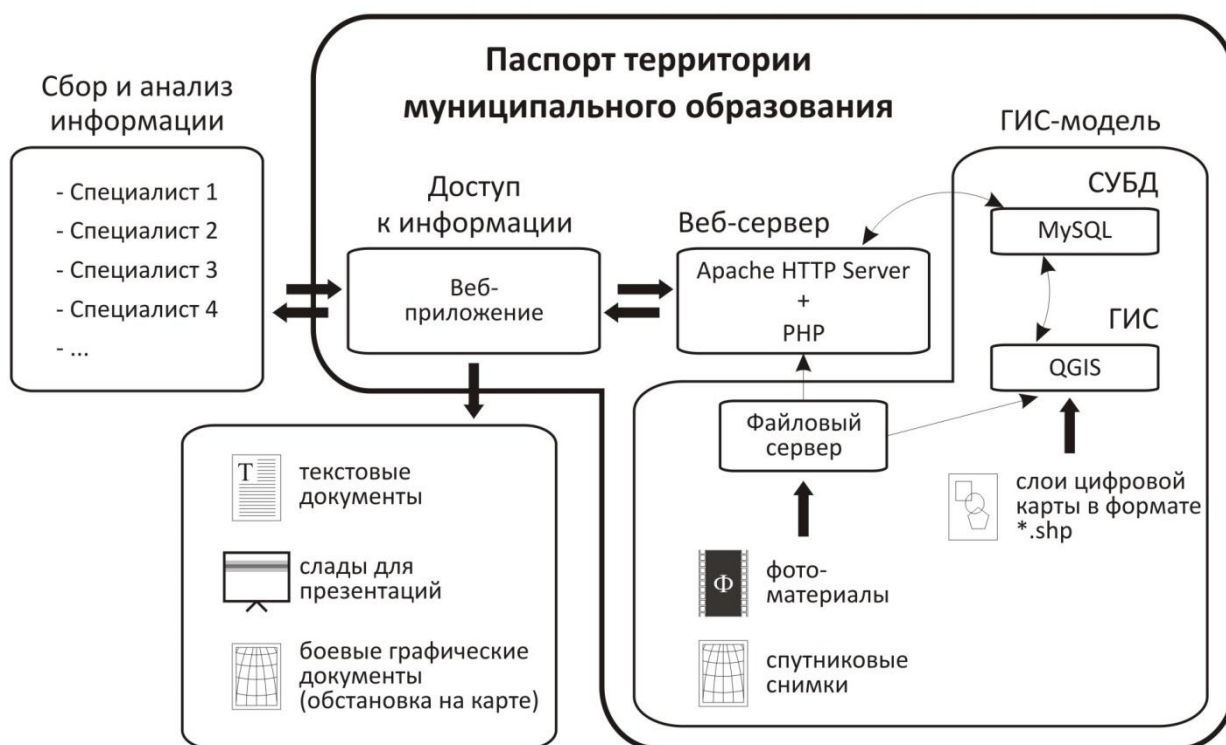 Паспорт территории
муниципального образования
Сбор и анализ
информации
- Специалист 1
- Специалист 2
- Специалист 3
- Специалист 4
- ...
Доступ
к информации
Веб-
приложение
Веб-сервер
Apache HTTP Server
+
PHP
ГИС-модель
СУБД
MySQL
ГИС
QGIS
Файловый
сервер
слои цифровой
карты в формате
*.shp
Ф
фото-
материалы
спутниковые
снимки
T
текстовые
документы
слады для
презентаций
боевые графические
документы
(обстановка на карте)